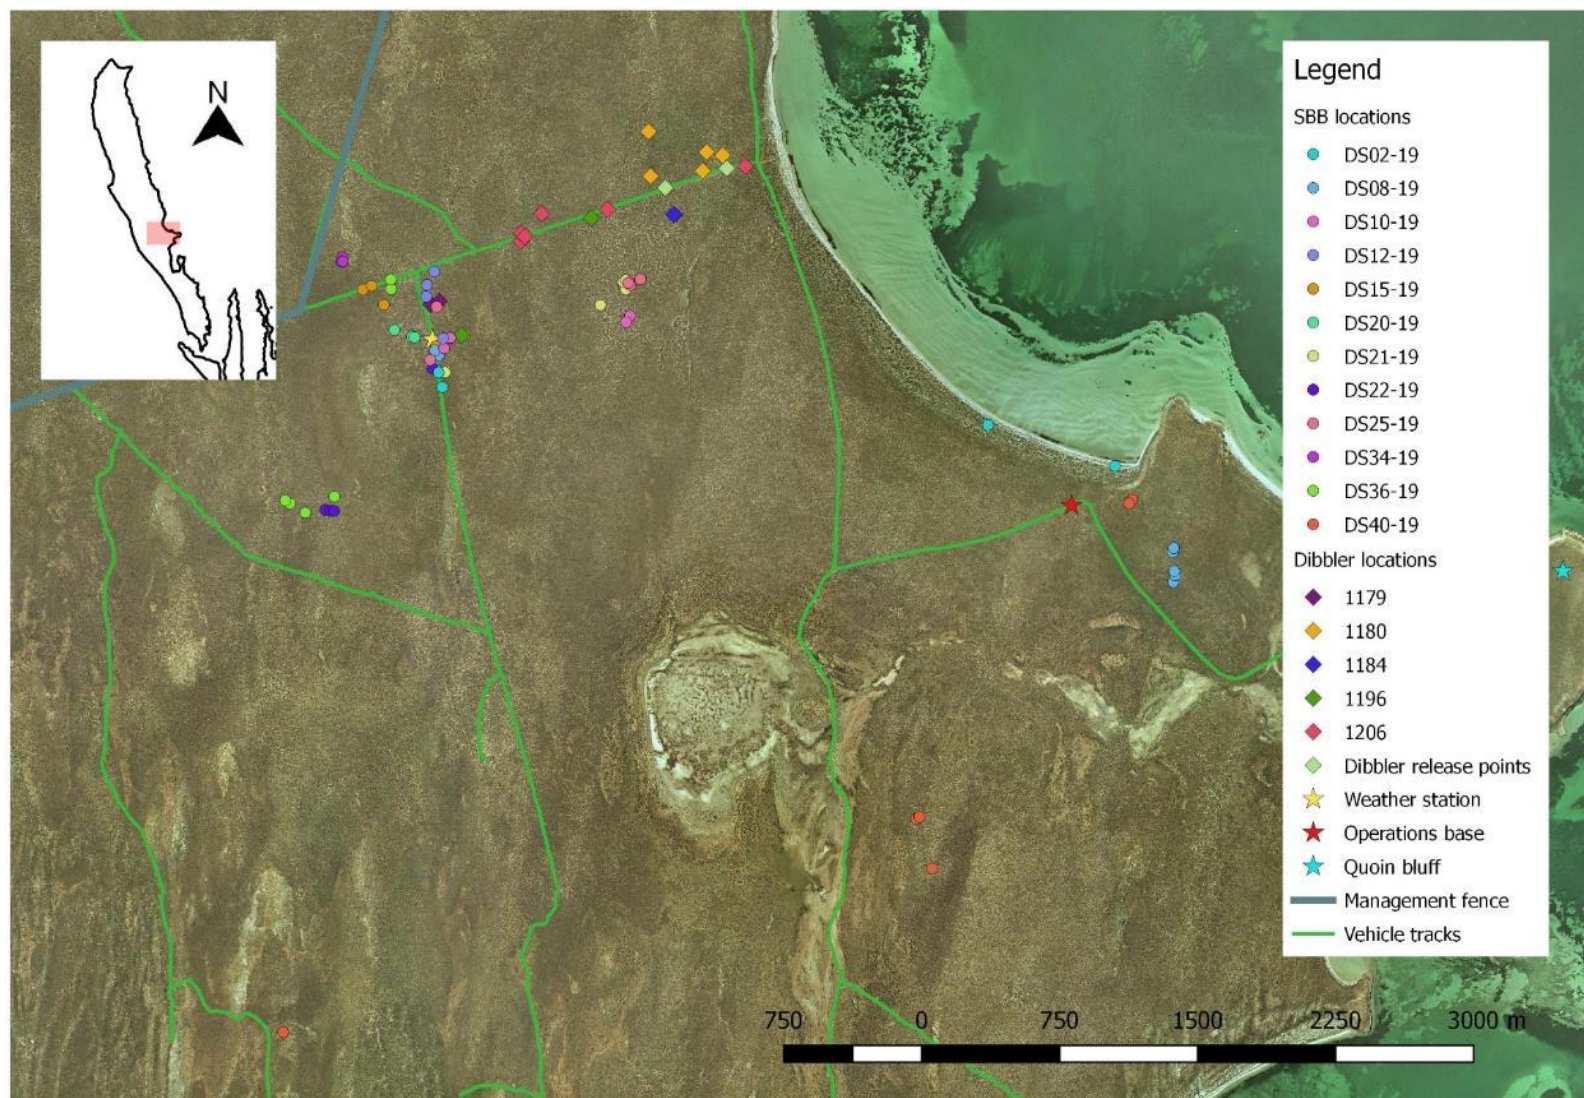 N
Legend
SBB locations
DS02-19
DS08-19
DS10-19
DS12-19
DS15-19
DS20-19
DS21-19
DS22-19
DS25-19
DS34-19
DS36-19
DS40-19
Dibbler locations
1179
1180
1184
1196
1206
Dibbler release points
Weather station
Operations base
Quoin bluff
Management fence
Vehicle tracks
750 0 750 1500 2250 3000 m